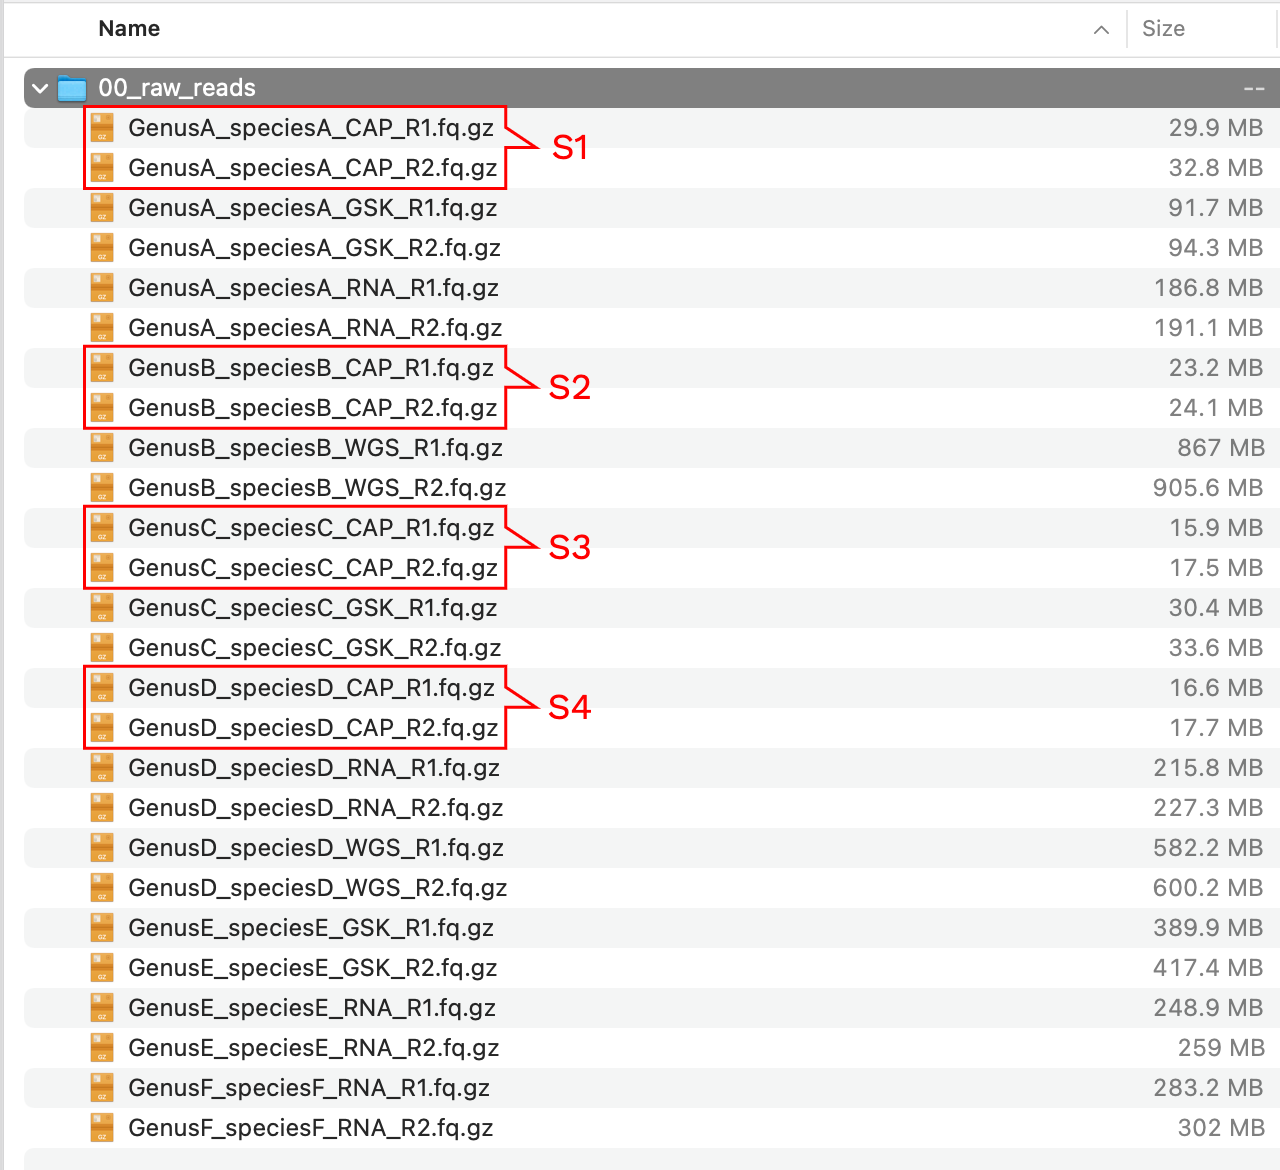 Name Size
00_raw_reads --
GenusA_speciesA_CAP_R1.fq.gz 29.9 MB
S1
GenusA_speciesA_CAP_R2.fq.gz 32.8 MB
GenusA_speciesA_GSK_R1.fq.gz 91.7 MB
GenusA_speciesA_GSK_R2.fq.gz 94.3 MB
GenusA_speciesA_RNA_R1.fq.gz 186.8 MB
GenusA_speciesA_RNA_R2.fq.gz 191.1 MB
GenusB_speciesB_CAP_R1.fq.gz 23.2 MB
S2
GenusB_speciesB_CAP_R2.fq.gz 24.1 MB
GenusB_speciesB_WGS_R1.fq.gz 867 MB
GenusB_speciesB_WGS_R2.fq.gz 905.6 MB
GenusC_speciesC_CAP_R1.fq.gz 15.9 MB
S3
GenusC_speciesC_CAP_R2.fq.gz 17.5 MB
GenusC_speciesC_GSK_R1.fq.gz 30.4 MB
GenusC_speciesC_GSK_R2.fq.gz 33.6 MB
GenusD_speciesD_CAP_R1.fq.gz 16.6 MB
S4
GenusD_speciesD_CAP_R2.fq.gz 17.7 MB
GenusD_speciesD_RNA_R1.fq.gz 215.8 MB
GenusD_speciesD_RNA_R2.fq.gz 227.3 MB
GenusD_speciesD_WGS_R1.fq.gz 582.2 MB
GenusD_speciesD_WGS_R2.fq.gz 600.2 MB
GenusE_speciesE_GSK_R1.fq.gz 389.9 MB
GenusE_speciesE_GSK_R2.fq.gz 417.4 MB
GenusE_speciesE_RNA_R1.fq.gz 248.9 MB
GenusE_speciesE_RNA_R2.fq.gz 259 MB
GenusF_speciesF_RNA_R1.fq.gz 283.2 MB
GenusF_speciesF_RNA_R2.fq.gz 302 MB